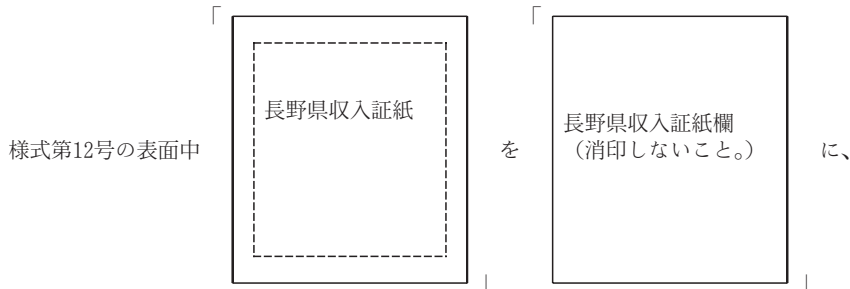 様式第12号の表面中
「
長野県収入証紙
」
を
「
長野県収入証紙欄
（消印しないこと。）
」
に、